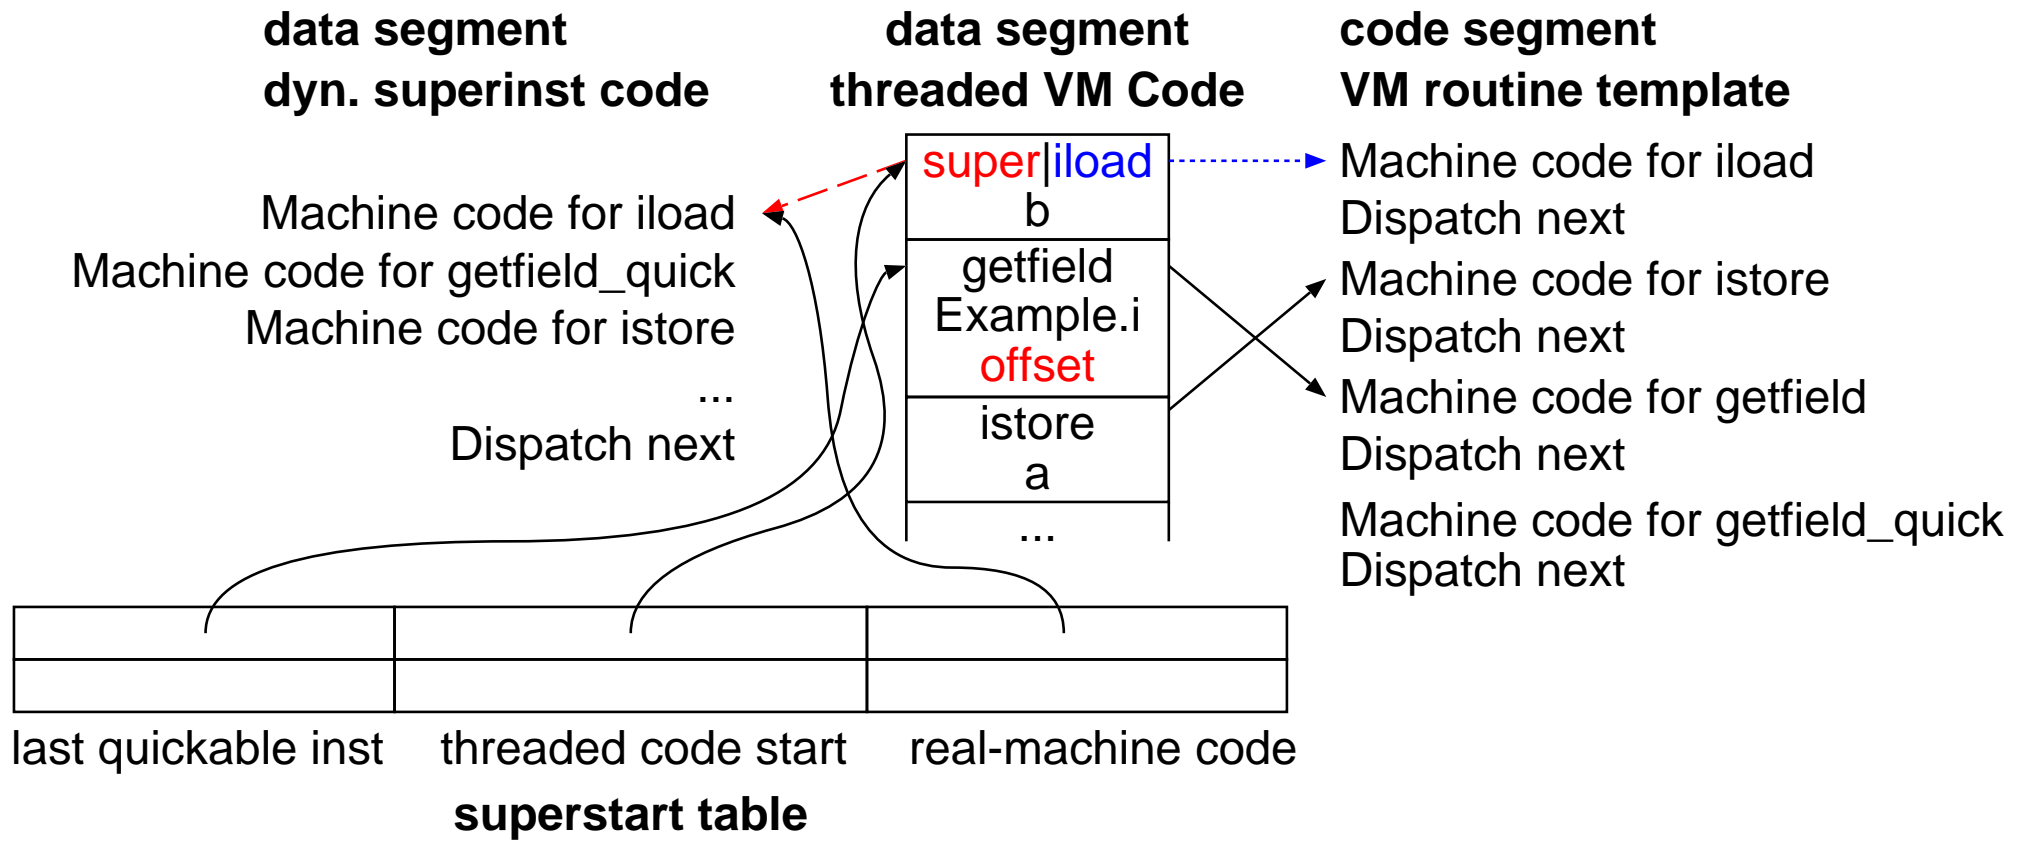 data segment
dyn. superinst code
data segment
threaded VM Code
code segment
VM routine template
Machine code for iload
Machine code for getfield_quick
Machine code for istore
...
Dispatch next
super|iload
b
getfield
Example.i
offset
istore
a
...
Machine code for iload
Dispatch next
Machine code for istore
Dispatch next
Machine code for getfield
Dispatch next
Machine code for getfield_quick
Dispatch next
last quickable inst
threaded code start
real-machine code
superstart table